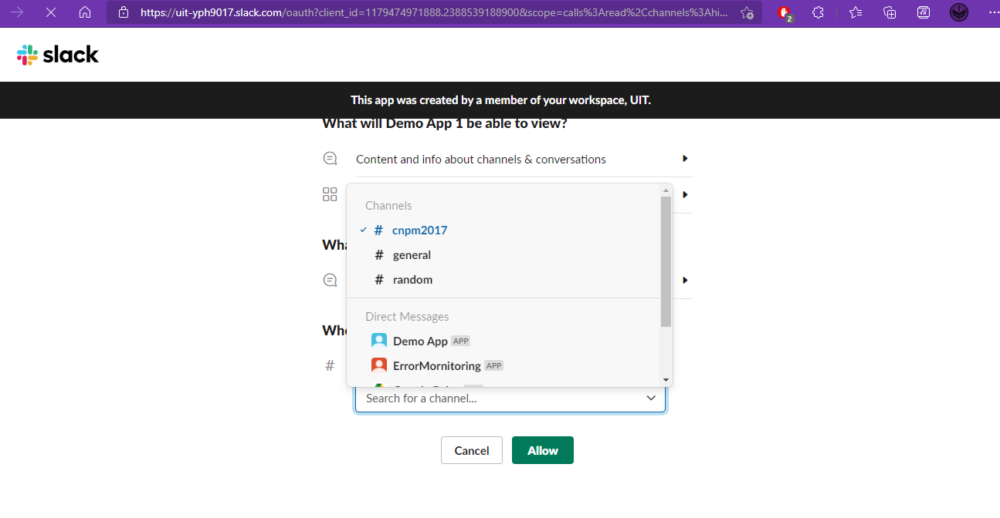 https://uit-yph9017.slack.com/oauth?client_id=1179474971888.2388539188900&scope=calls%3Aread%2Cchannels%3Ahi...
2
slack
This app was created by a member of your workspace, UIT.
What will Demo App 1 be able to view?
Content and info about channels & conversations
Channels
# cnpm2017
Wha
# general
# random
Direct Messages
Whe
Demo App APP
# ErrorMornitoring APP
Search for a channel...
Cancel
Allow